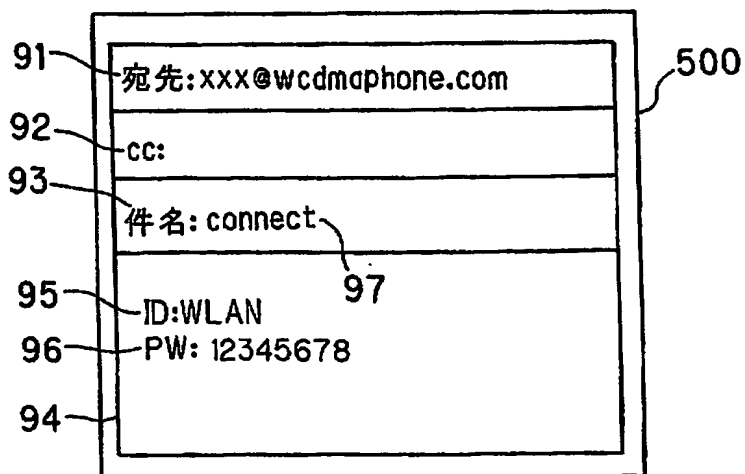 91 宛先:xxx@wcdmaphone.com 500
92 cc:
93 件名: connect 97
95 ID:WLAN
96 PW: 12345678
94